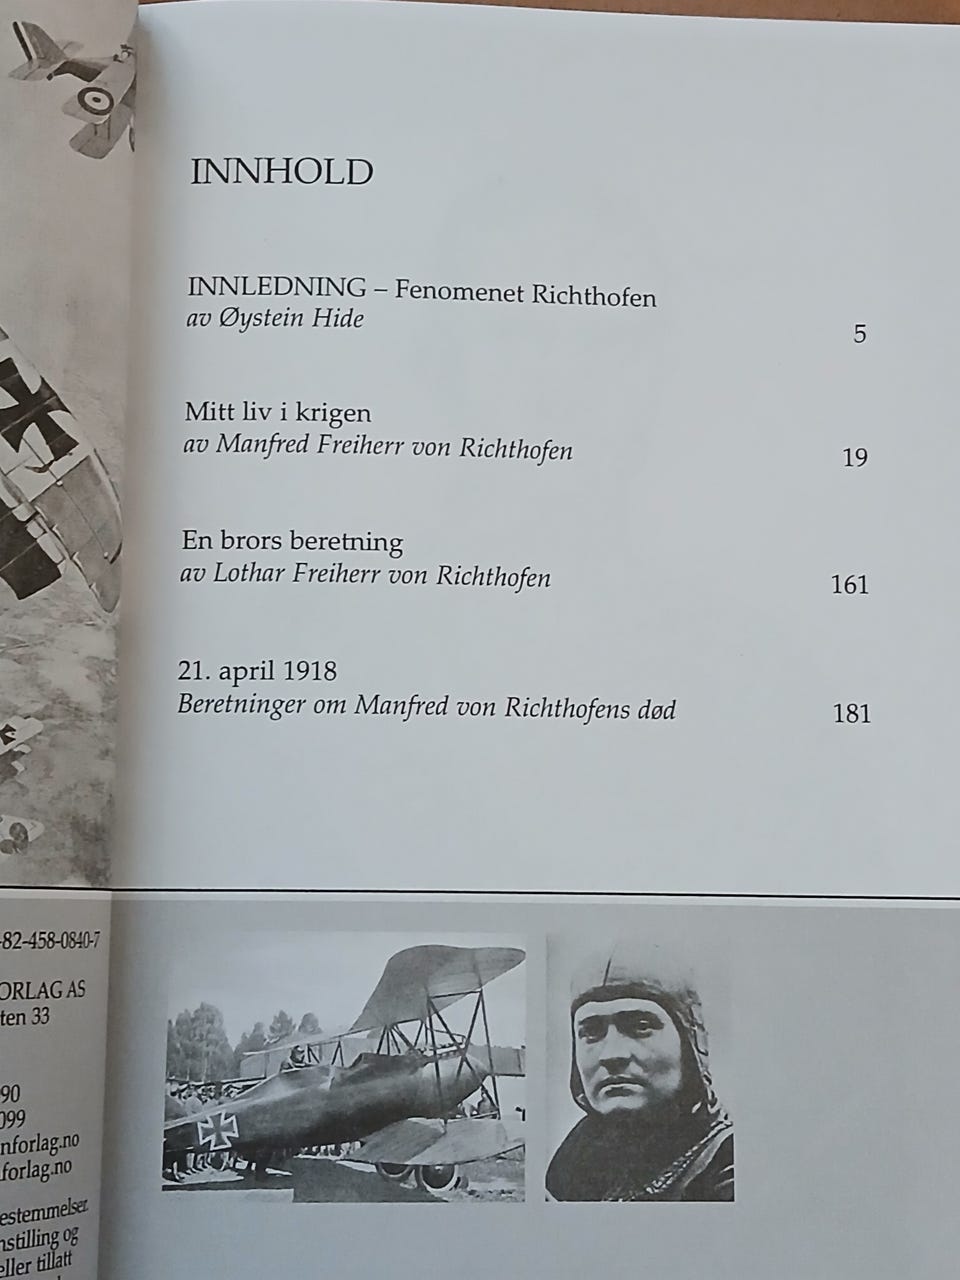 INNHOLD
INNLEDNING – Fenomenet Richthofen
av Øystein Hide
5
Mitt liv i krigen
av Manfred Freiherr von Richthofen
19
En brors beretning
av Lothar Freiherr von Richthofen
161
21. april 1918
Beretninger om Manfred von Richthofens død
181
-82-458-0840-7
ORLAG AS
ten 33
90
099
nforlag.no
forlag.no
estemmelser.
nstilling og
eller tillatt